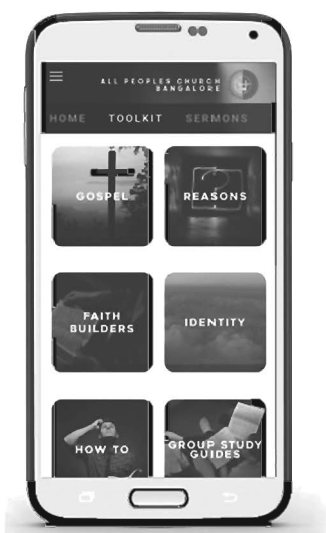 ALL PEOPLES CHURCH
BANGALORE
HOME TOOLKIT SERMONS
GOSPEL REASONS
FAITH
BUILDERS
IDENTITY
HOW TO
GROUP STUDY
GUIDES